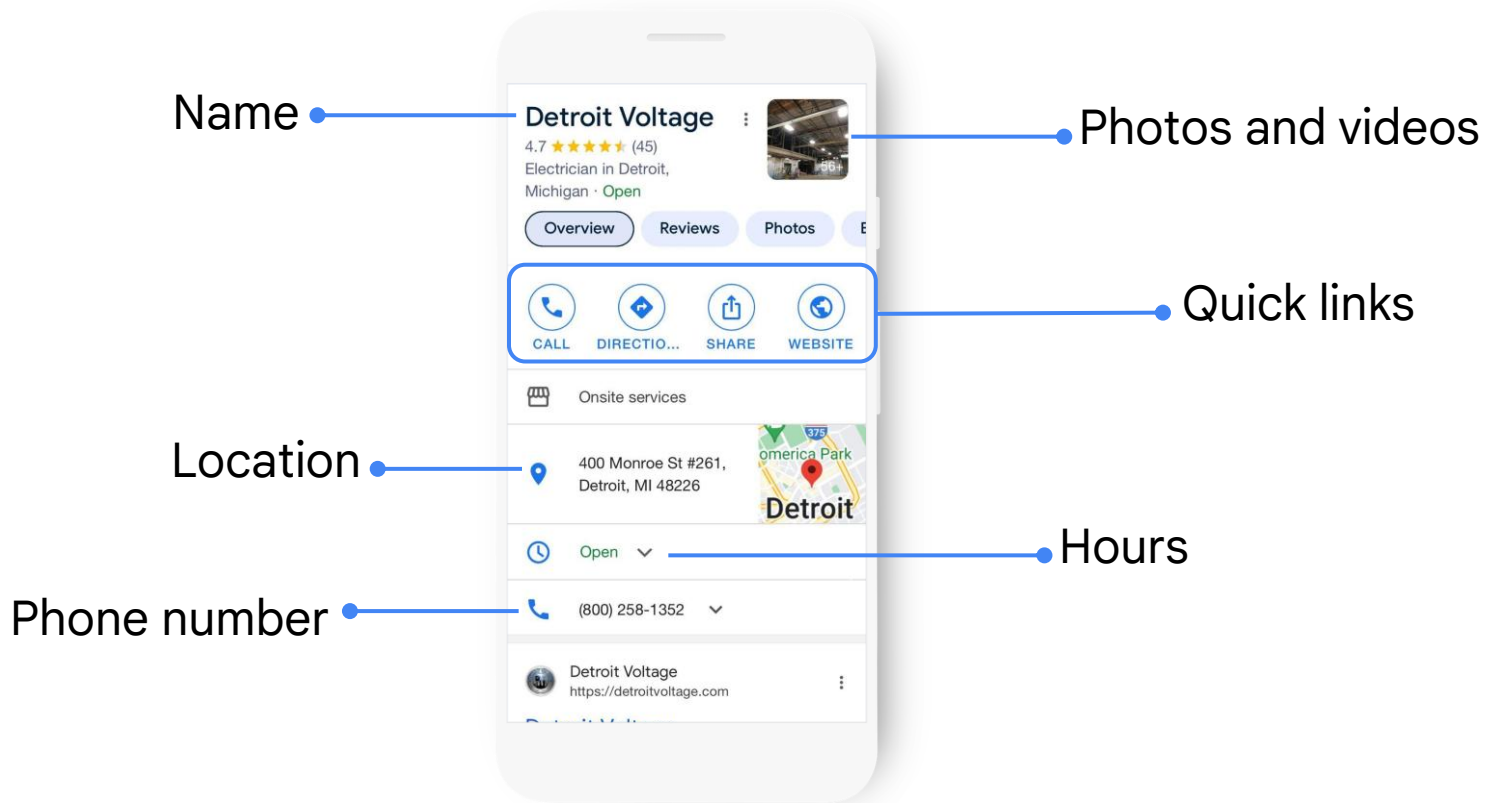 Name
Photos and videos
Quick links
Location
Hours
Phone number
Detroit Voltage
4.7 (45)
Electrician in Detroit,
Michigan · Open
56+
Overview Reviews Photos
CALL DIRECTIO... SHARE WEBSITE
Onsite services
400 Monroe St #261,
Detroit, MI 48226
375
omerica Park
Detroit
Open
(800) 258-1352
Detroit Voltage
https://detroitvoltage.com